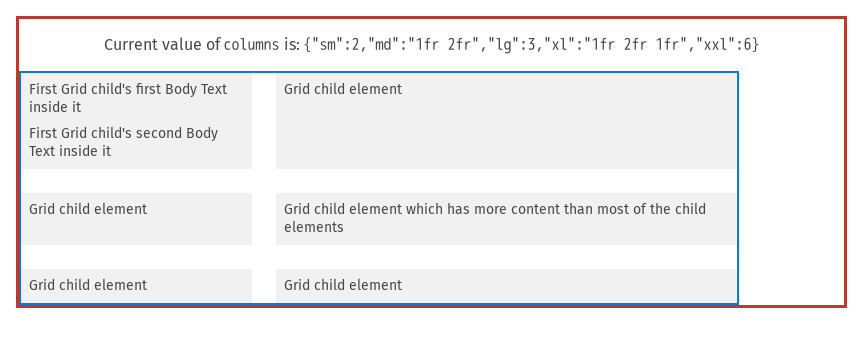 Current value of columns is: {"sm":2,"md":"1fr 2fr","lg":3,"xl":"1fr 2fr 1fr","xxl":6}
First Grid child's first Body Text
inside it
First Grid child's second Body
Text inside it
Grid child element
Grid child element
Grid child element which has more content than most of the child
elements
Grid child element
Grid child element